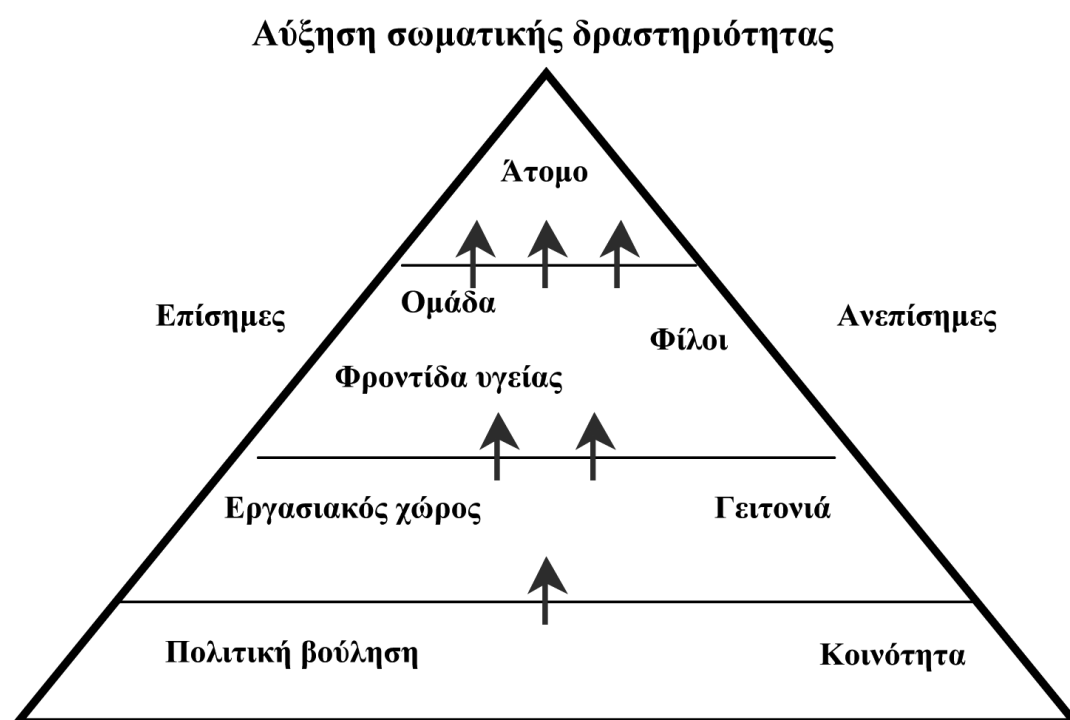 Αύξηση σωματικής δραστηριότητας
Άτομο
Ομάδα
Επίσημες
Ανεπίσημες
Φίλοι
Φροντίδα υγείας
Εργασιακός χώρος
Γειτονιά
Πολιτική βούληση
Κοινότητα